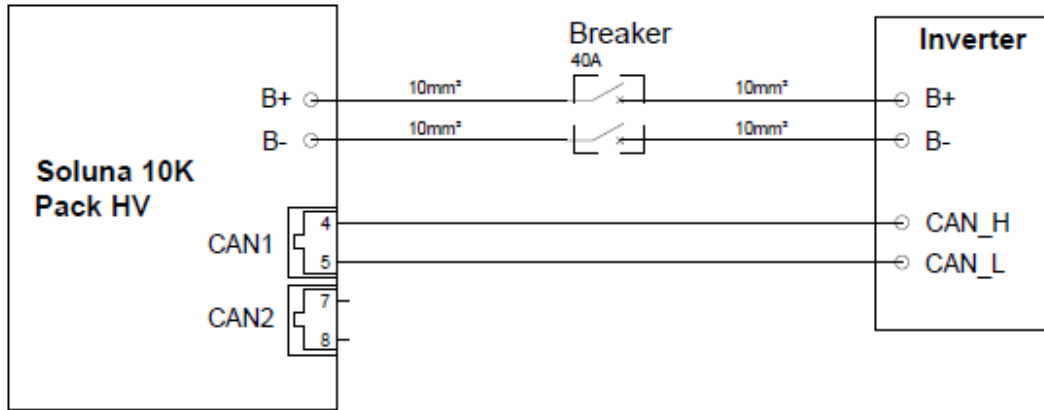 Breaker
40A
Inverter
B+
10mm²
10mm²
B+
B-
10mm²
10mm²
B-
Soluna 10K
Pack HV
CAN1
4
CAN_H
5
CAN_L
CAN2
7
8